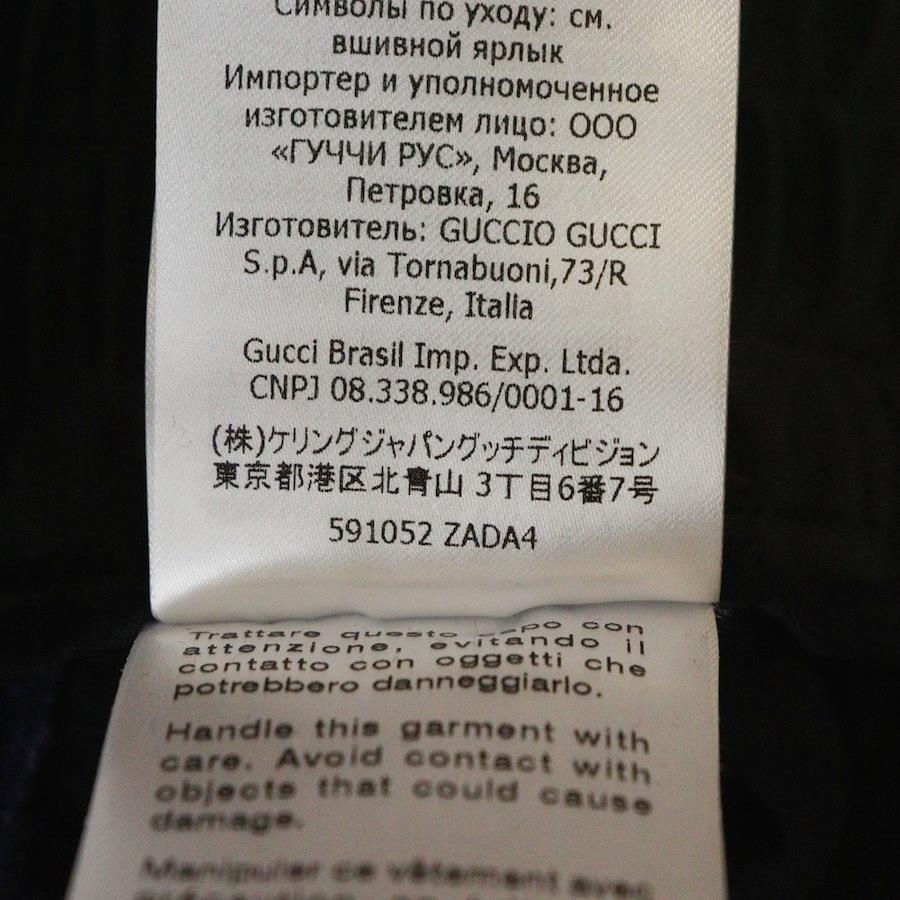 Символы по уходу: см.
вшивной ярлык
Импортер и уполномоченное
изготовителем лицо: ООО
«ГУЧЧИ РУС», Москва,
Петровка, 16
Изготовитель: GUCCIO GUCCI
S.p.A, via Tornabuoni,73/R
Firenze, Italia
Gucci Brasil Imp. Exp. Ltda.
CNPJ 08.338.986/0001-16
(株)ケリングジャパングッチディビジョン
東京都港区北青山 3丁目6番7号
591052 ZADA4
Trattare questo capo con
attenzione, evitando il
contatto con oggetti che
potrebbero danneggiarlo.
Handle this garment with
care. Avoid contact with
objects that could cause
damage.
Manipuler ce vêtement avec